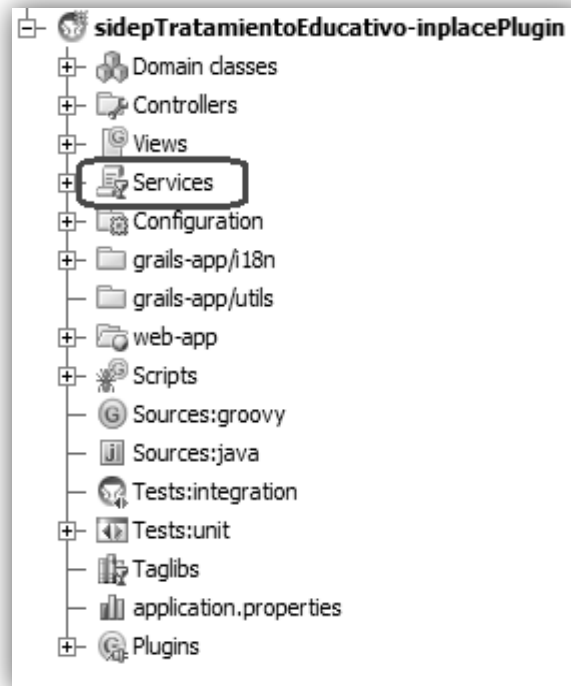 sidepTratamientoEducativo-inplacePlugin
Domain classes
Controllers
Views
Services
Configuration
grails-app/i18n
grails-app/utils
web-app
Scripts
Sources:groovy
Sources:java
Tests:integration
Tests:unit
Taglibs
application.properties
Plugins